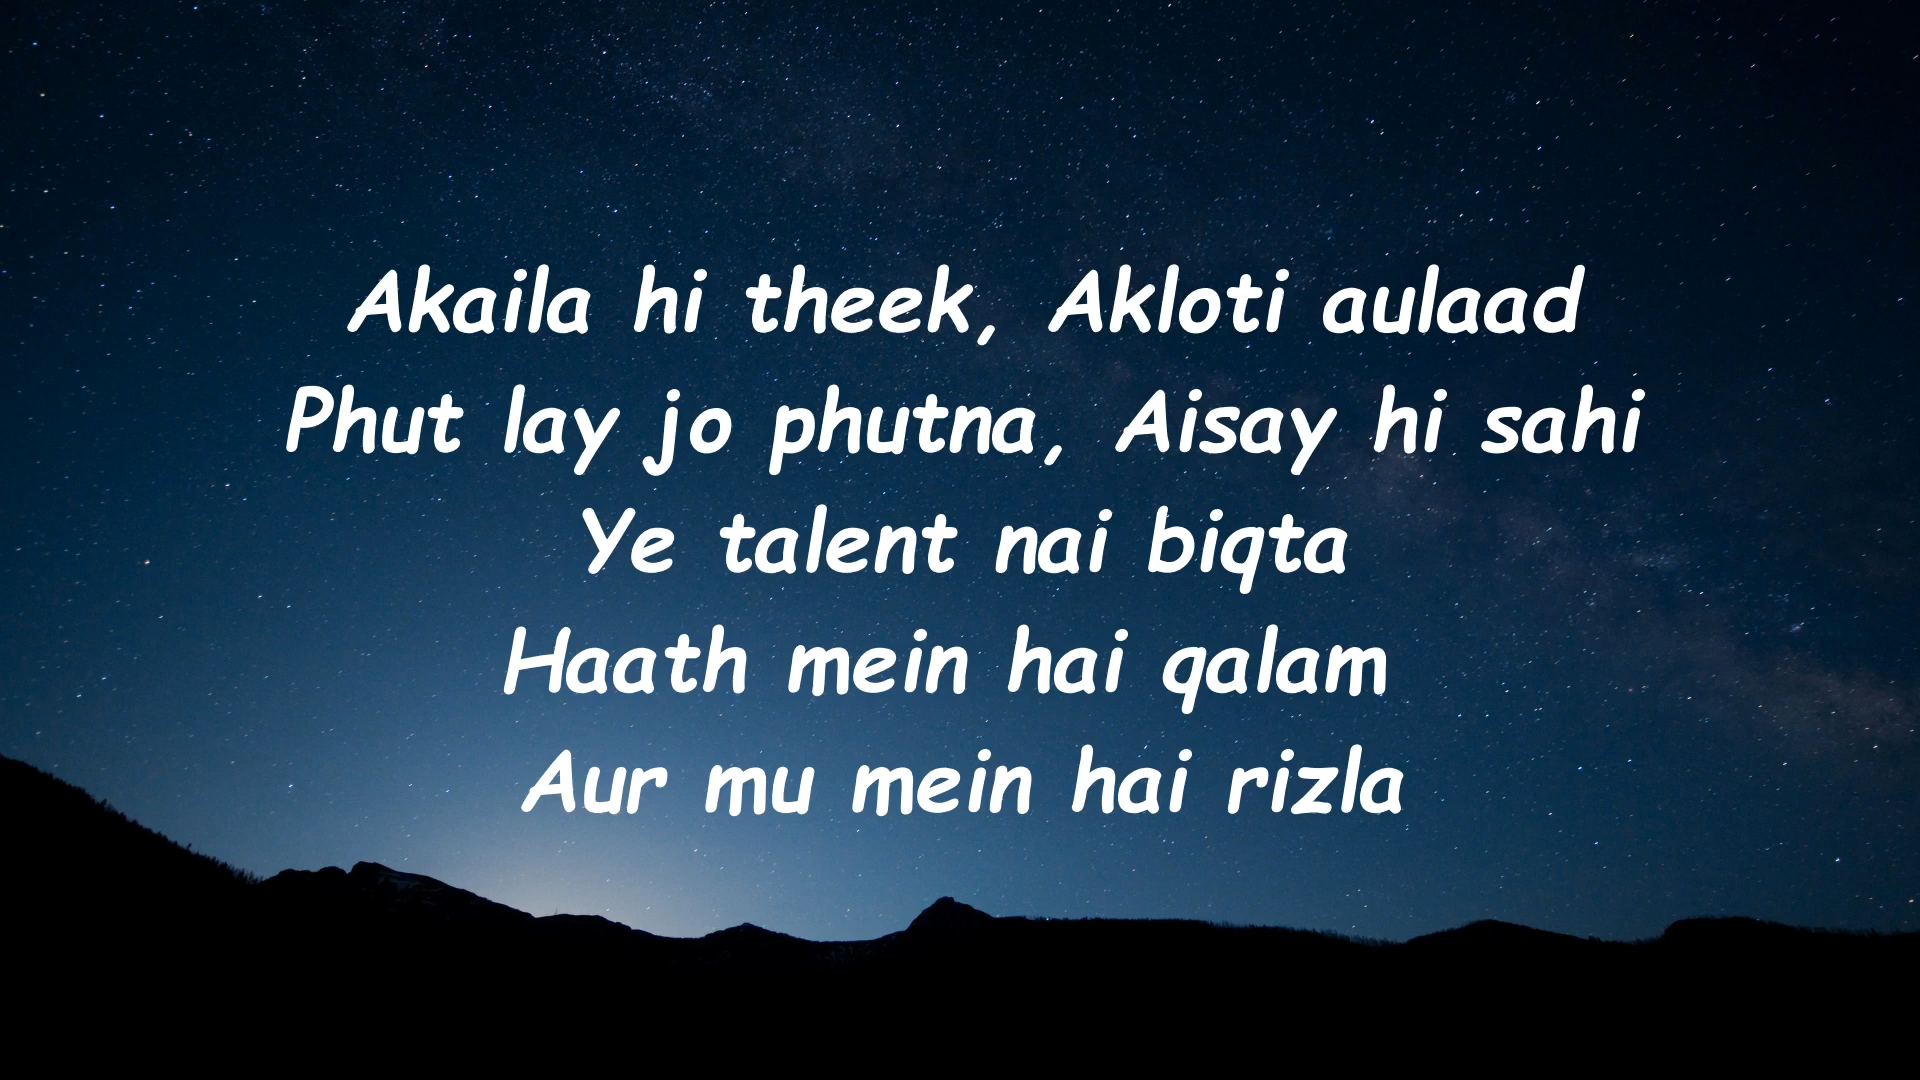 Akaila hi theek, Akloti aulaad
Phut lay jo phutna, Aisay hi sahi
Ye talent nai biqta
Haath mein hai qalam
Aur mu mein hai rizla